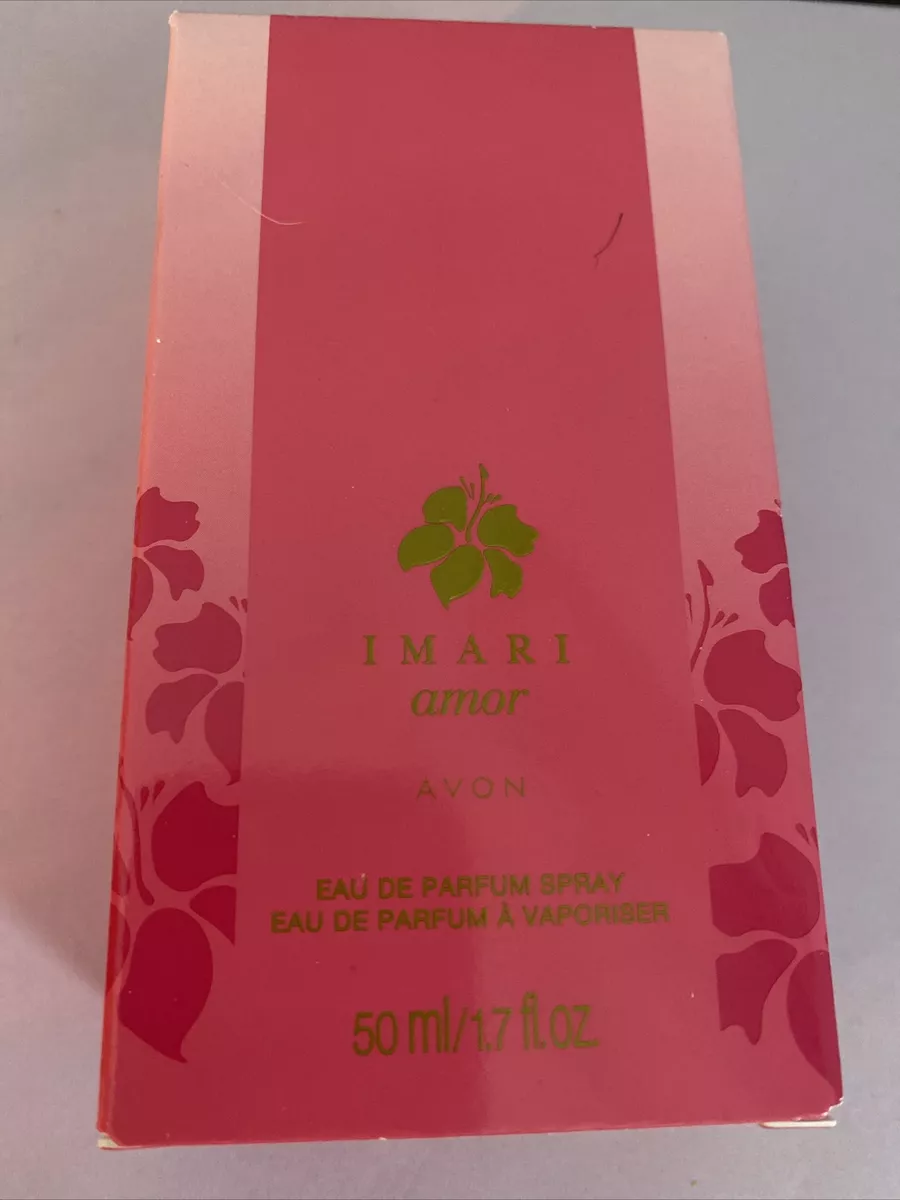 IMARI
amor
AVON
EAU DE PARFUM SPRAY
EAU DE PARFUM À VAPORISER
50 ml/1.7 fl.oz.